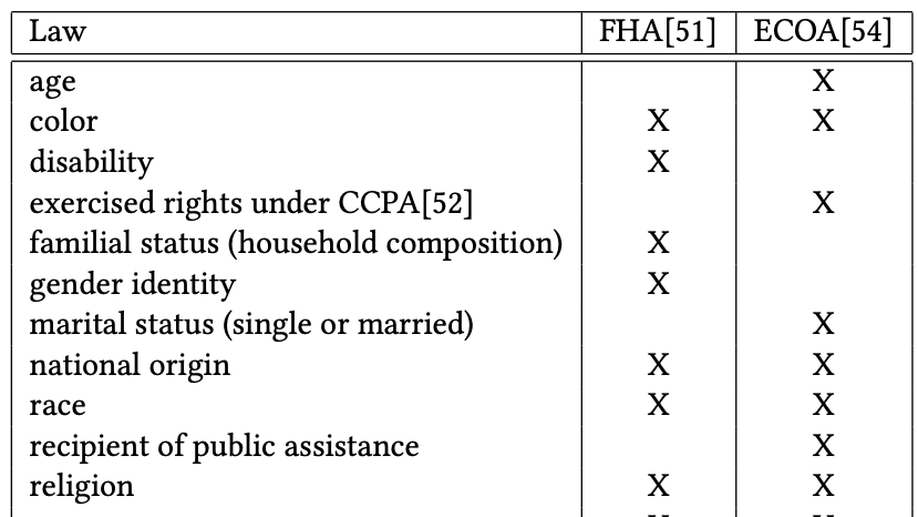 Law FHA[51] ECOA[54]
age X
color X X
disability X
exercised rights under CCPA[52] X
familial status (household composition) X
gender identity X
marital status (single or married) X
national origin X X
race X X
recipient of public assistance X
religion X X